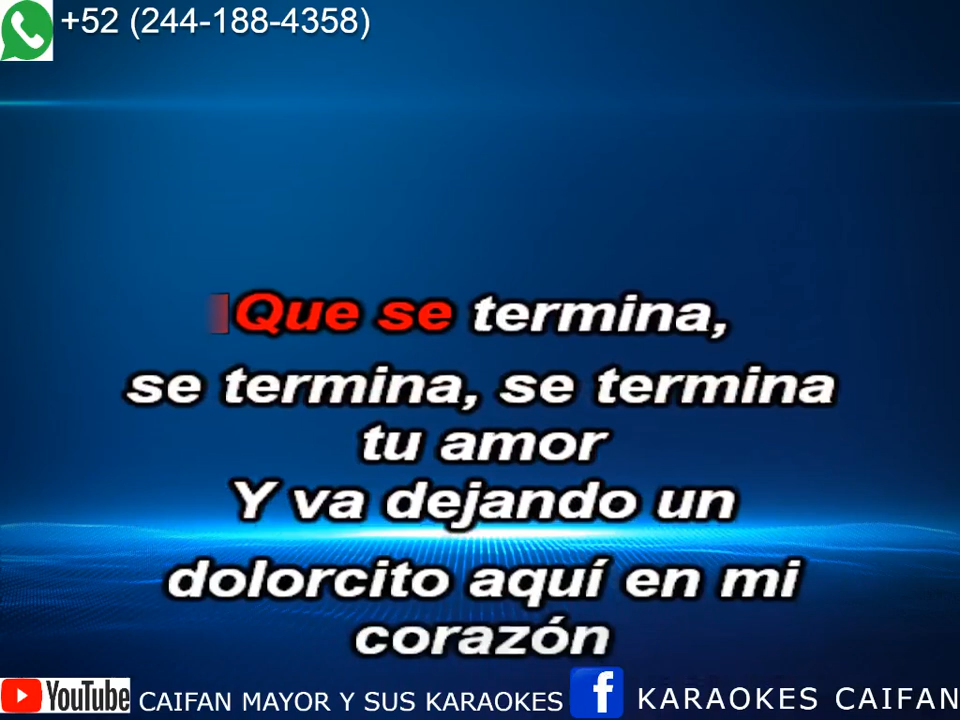 +52 (244-188-4358)
Que se termina,
se termina, se termina
tu amor
Y va dejando un
dolorcito aquí en mi
corazón
YouTube CAIFAN MAYOR Y SUS KARAOKES f KARAOKES CAIFAN